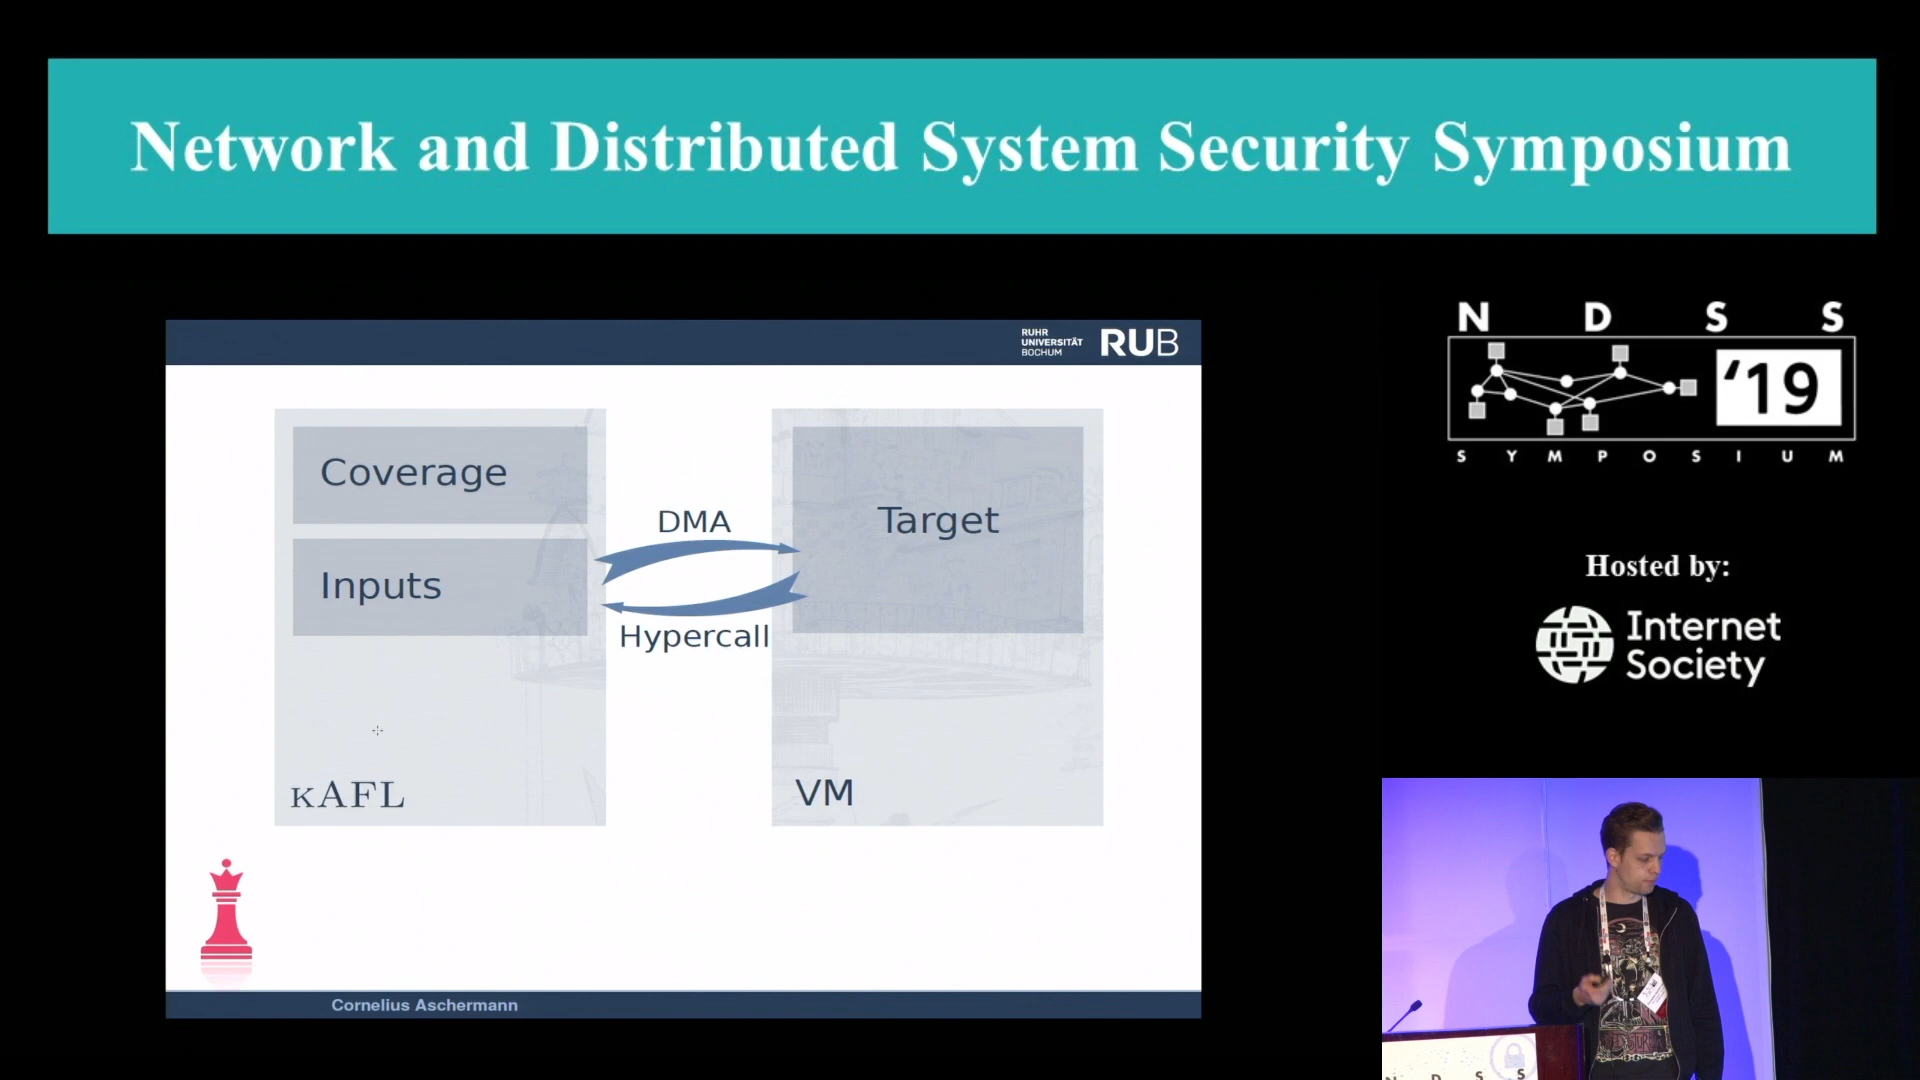 Network and Distributed System Security Symposium
RUHR
UNIVERSITÄT
BOCHUM
RUB
Coverage
Inputs
DMA
Hypercall
Target
κAFL
VM
Cornelius Aschermann
N D S S
'19
S Y M P O S I U M
Hosted by:
Internet
Society
N D S S